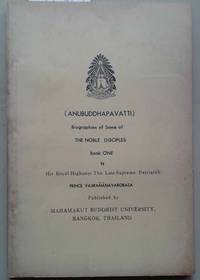 (ANUBUDDHAPAVATTI)
Biographies of Some of
THE NOBLE DISCIPLES
Book ONE
by
His Royal Highness The Late Supreme Patriarch
PRINCE VAJIRAÑĀṆAVARORASA
Published by
MAHAMAKUT BUDDHIST UNIVERSITY,
BANGKOK, THAILAND